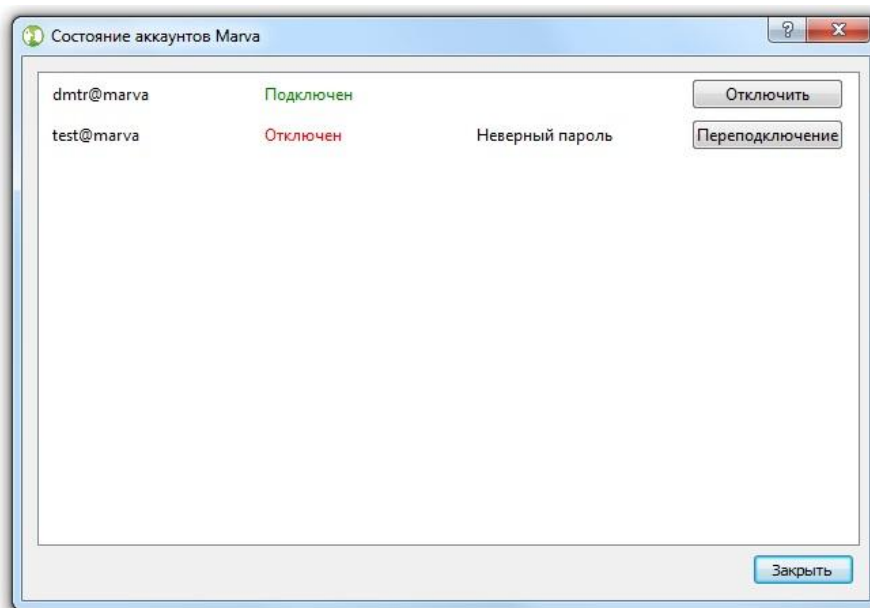 Состояние аккаунтов Marva
dmtr@marva Подключен Отключить
test@marva Отключен Неверный пароль Переподключение
Закрыть